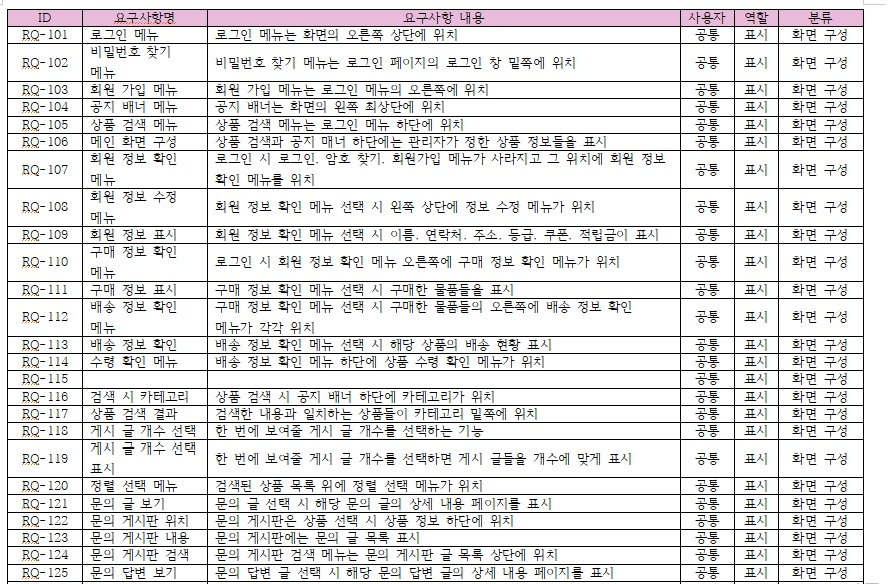 ID 요구사항명 요구사항 내용 사용자 역할 분류
RQ-101 로그인 메뉴 로그인 메뉴는 화면의 오른쪽 상단에 위치 공통 표시 화면 구성
RQ-102 비밀번호 찾기 메뉴 비밀번호 찾기 메뉴는 로그인 페이지의 로그인 창 밑쪽에 위치 공통 표시 화면 구성
RQ-103 회원 가입 메뉴 회원 가입 메뉴는 로그인 메뉴의 오른쪽에 위치 공통 표시 화면 구성
RQ-104 공지 배너 메뉴 공지 배너는 화면의 왼쪽 최상단에 위치 공통 표시 화면 구성
RQ-105 상품 검색 메뉴 상품 검색 메뉴는 로그인 메뉴 하단에 위치 공통 표시 화면 구성
RQ-106 메인 화면 구성 상품 검색과 공지 매너 하단에는 관리자가 정한 상품 정보들을 표시 공통 표시 화면 구성
RQ-107 회원 정보 확인 메뉴 로그인 시 로그인, 암호 찾기, 회원가입 메뉴가 사라지고 그 위치에 회원 정보 확인 메뉴를 위치 공통 표시 화면 구성
RQ-108 회원 정보 수정 메뉴 회원 정보 확인 메뉴 선택 시 왼쪽 상단에 정보 수정 메뉴가 위치 공통 표시 화면 구성
RQ-109 회원 정보 표시 회원 정보 확인 메뉴 선택 시 이름, 연락처, 주소, 등급, 쿠폰, 적립금이 표시 공통 표시 화면 구성
RQ-110 구매 정보 확인 메뉴 로그인 시 회원 정보 확인 메뉴 오른쪽에 구매 정보 확인 메뉴가 위치 공통 표시 화면 구성
RQ-111 구매 정보 표시 구매 정보 확인 메뉴 선택 시 구매한 물품들을 표시 공통 표시 화면 구성
RQ-112 배송 정보 확인 메뉴 구매 정보 확인 메뉴 선택 시 구매한 물품들의 오른쪽에 배송 정보 확인 메뉴가 각각 위치 공통 표시 화면 구성
RQ-113 배송 정보 확인 배송 정보 확인 메뉴 선택 시 해당 상품의 배송 현황 표시 공통 표시 화면 구성
RQ-114 수령 확인 메뉴 배송 정보 확인 메뉴 하단에 상품 수령 확인 메뉴가 위치 공통 표시 화면 구성
RQ-115 공통 표시 화면 구성
RQ-116 검색 시 카테고리 상품 검색 시 공지 배너 하단에 카테고리가 위치 공통 표시 화면 구성
RQ-117 상품 검색 결과 검색한 내용과 일치하는 상품들이 카테고리 밑쪽에 위치 공통 표시 화면 구성
RQ-118 게시 글 개수 선택 한 번에 보여줄 게시 글 개수를 선택하는 기능 공통 표시 화면 구성
RQ-119 게시 글 개수 선택 표시 한 번에 보여줄 게시 글 개수를 선택하면 게시 글들을 개수에 맞게 표시 공통 표시 화면 구성
RQ-120 정렬 선택 메뉴 검색된 상품 목록 위에 정렬 선택 메뉴가 위치 공통 표시 화면 구성
RQ-121 문의 글 보기 문의 글 선택 시 해당 문의 글의 상세 내용 페이지를 표시 공통 표시 화면 구성
RQ-122 문의 게시판 위치 문의 게시판은 상품 선택 시 상품 정보 하단에 위치 공통 표시 화면 구성
RQ-123 문의 게시판 내용 문의 게시판에는 문의 글 목록 표시 공통 표시 화면 구성
RQ-124 문의 게시판 검색 문의 게시판 검색 메뉴는 문의 게시판 글 목록 상단에 위치 공통 표시 화면 구성
RQ-125 문의 답변 보기 문의 답변 글 선택 시 해당 문의 답변 글의 상세 내용 페이지를 표시 공통 표시 화면 구성